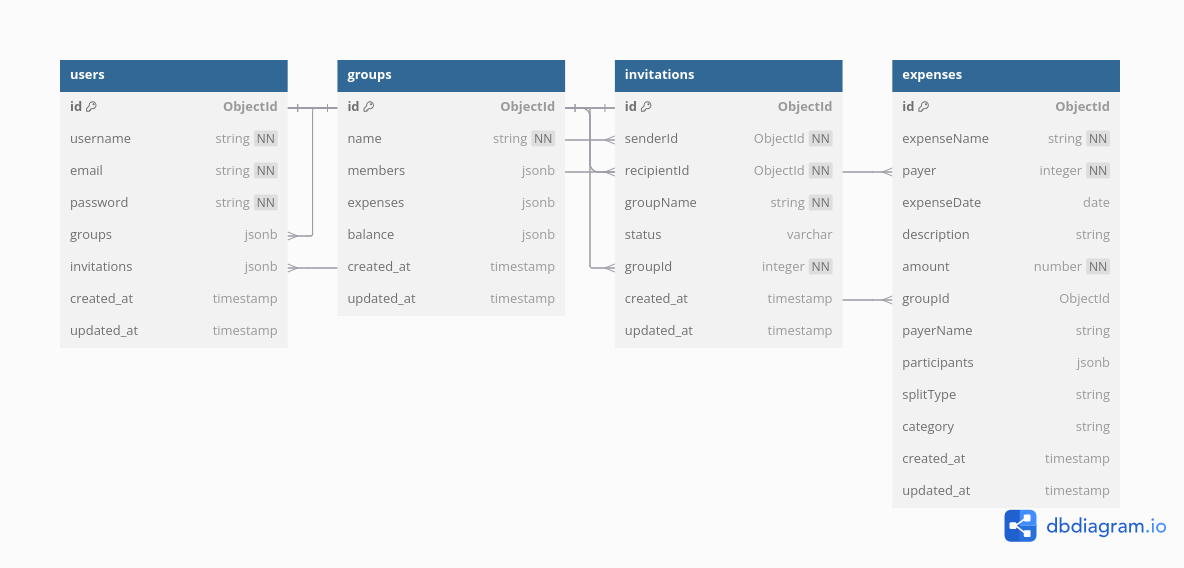 users
id ObjectId
username string NN
email string NN
password string NN
groups jsonb
invitations jsonb
created_at timestamp
updated_at timestamp
groups
id ObjectId
name string NN
members jsonb
expenses jsonb
balance jsonb
created_at timestamp
updated_at timestamp
invitations
id ObjectId
senderId ObjectId NN
recipientId ObjectId NN
groupName string NN
status varchar
groupId integer NN
created_at timestamp
updated_at timestamp
expenses
id ObjectId
expenseName string NN
payer integer NN
expenseDate date
description string
amount number NN
groupId ObjectId
payerName string
participants jsonb
splitType string
category string
created_at timestamp
updated_at timestamp
dbdiagram.io